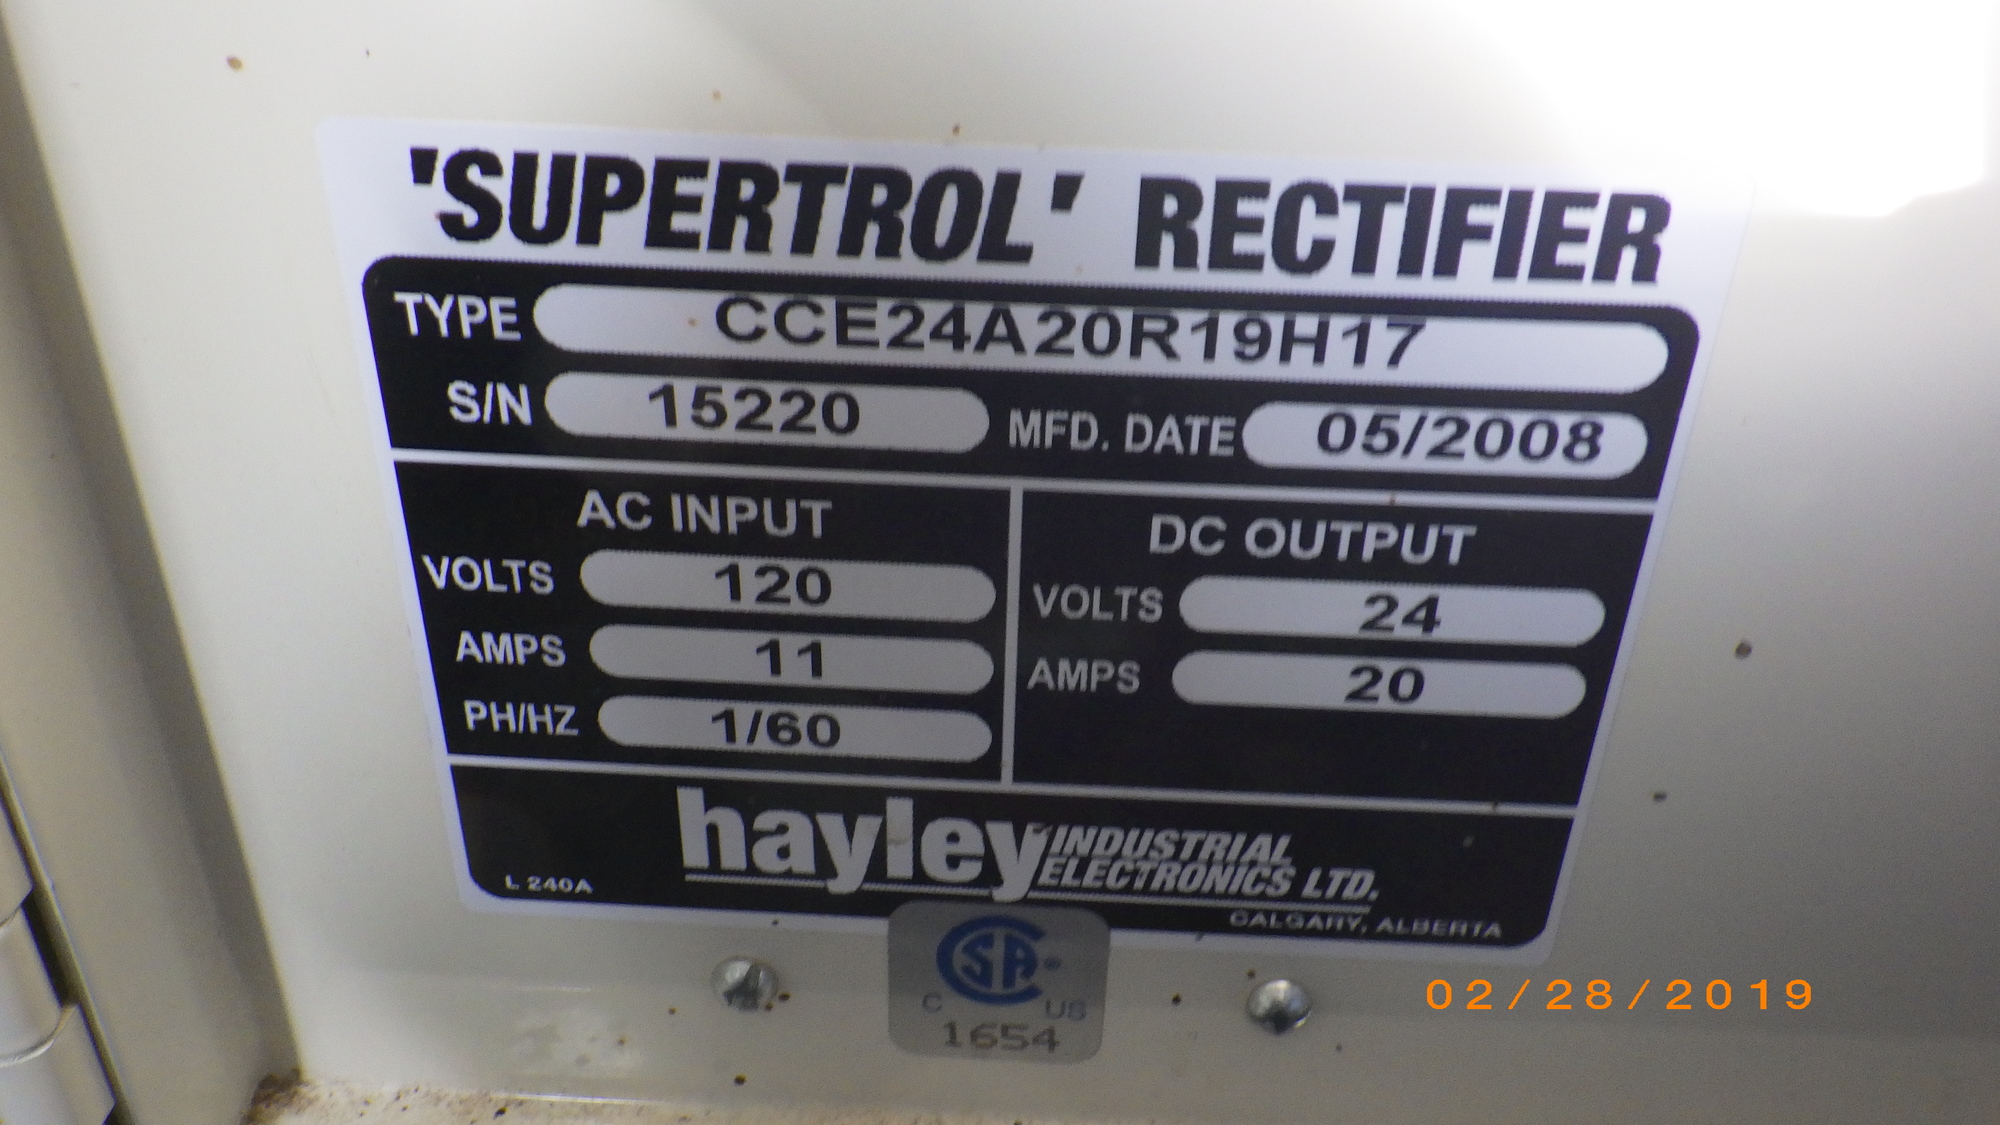 'SUPERTROL' RECTIFIER
TYPE CCE24A20R19H17
S/N 15220 MFD. DATE 05/2008
AC INPUT
VOLTS 120
AMPS 11
PH/HZ 1/60
DC OUTPUT
VOLTS 24
AMPS 20
hayley INDUSTRIAL
ELECTRONICS LTD.
L 240A
CALGARY, ALBERTA
CSA ®
C US
1654
02/28/2019